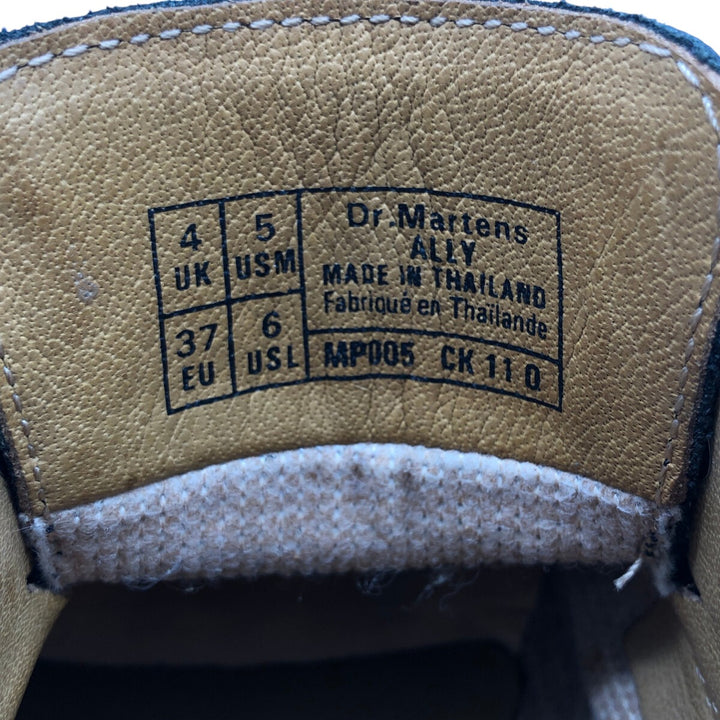 4 UK
5 USM
37 EU
6 USL
Dr.Martens
ALLY
MADE IN THAILAND
Fabriqué en Thaïlande
MP005 CK 11 0